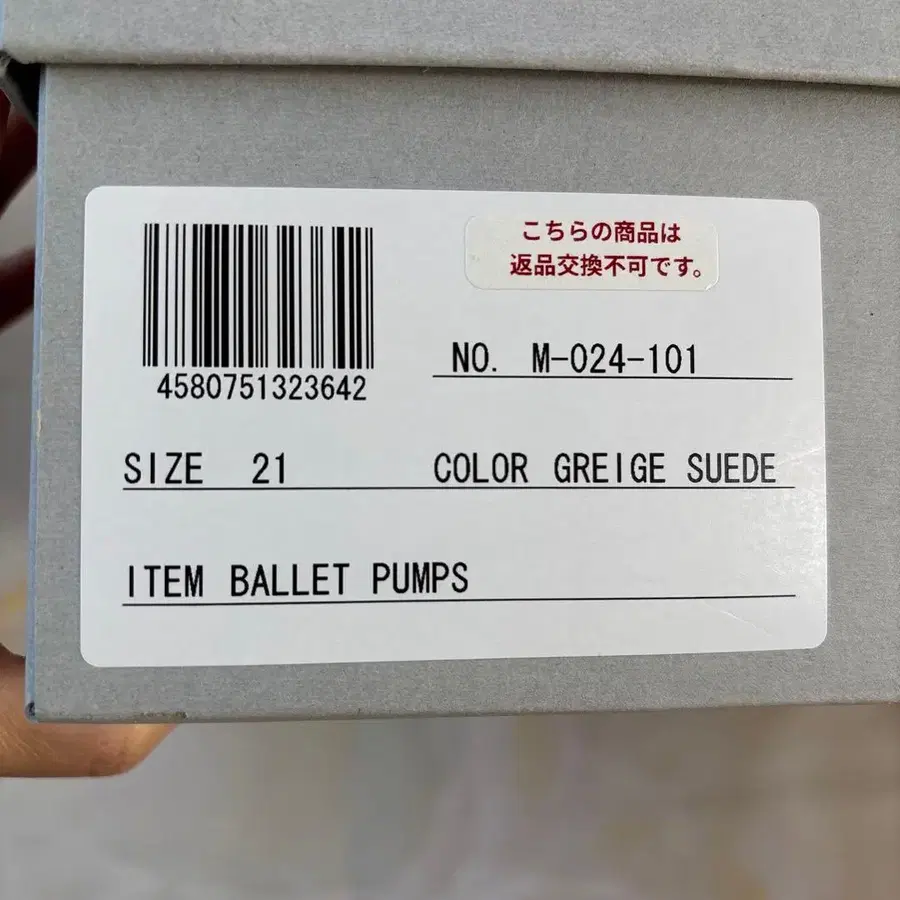 こちらの商品は
返品交換不可です。
4580751323642
NO. M-024-101
SIZE 21 COLOR GREIGE SUEDE
ITEM BALLET PUMPS